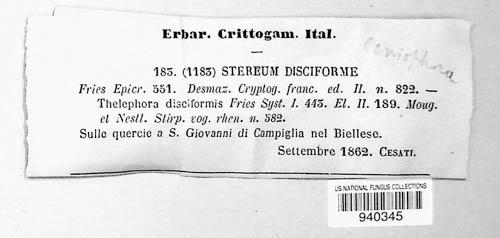 Erbar. Crittogam. Ital.
Coniophora
183. (1183) STEREUM DISCIFORME
Fries Epicr. 551. Desmaz. Cryptog. franc. ed. II. n. 822. —
Thelephora disciformis Fries Syst. I. 443. El. II. 189. Moug.
et Nestl. Stirp. vog. rhen. n. 582.
Sulle quercie a S. Giovanni di Campiglia nel Biellese.
Settembre 1862. CESATI.
US NATIONAL FUNGUS COLLECTIONS
940345